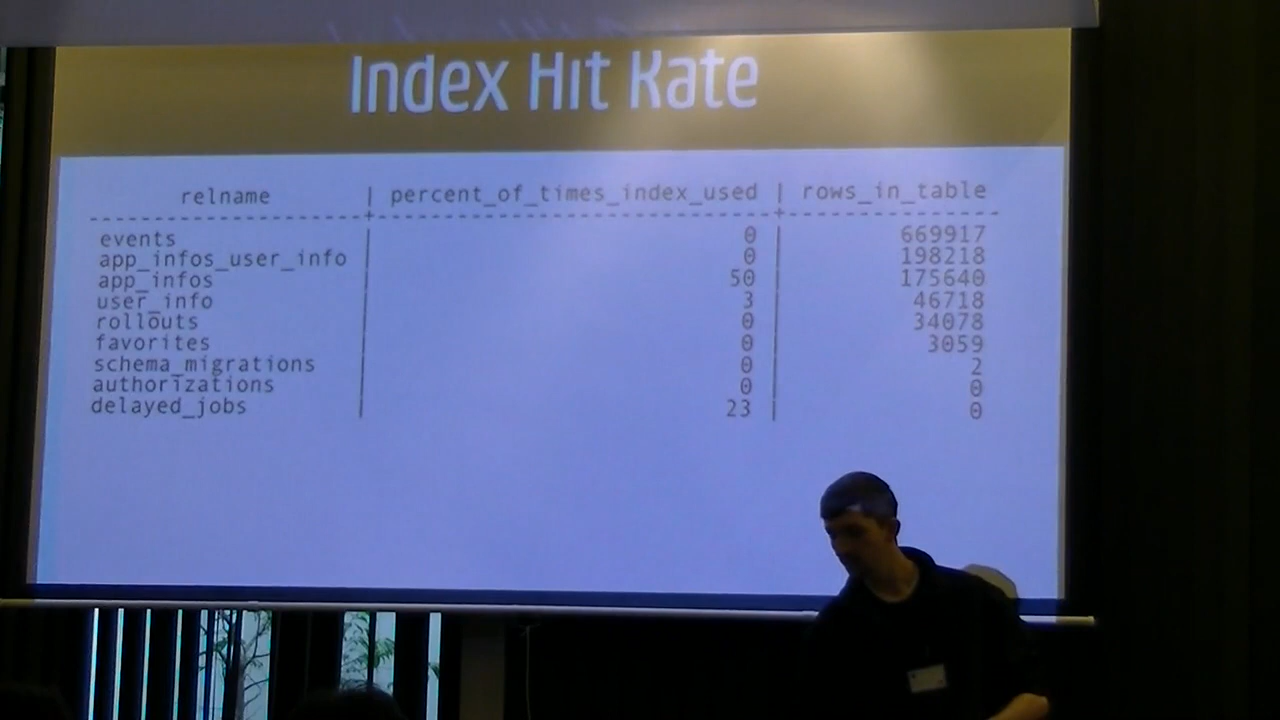 Index Hit Rate
relname | percent_of_times_index_used | rows_in_table
---------------------+-----------------------------+---------------
events | 0 | 669917
app_infos_user_info | 0 | 198218
app_infos | 50 | 175640
user_info | 3 | 46718
rollouts | 0 | 34078
favorites | 0 | 3059
schema_migrations | 0 | 2
authorizations | 0 | 0
delayed_jobs | 23 | 0